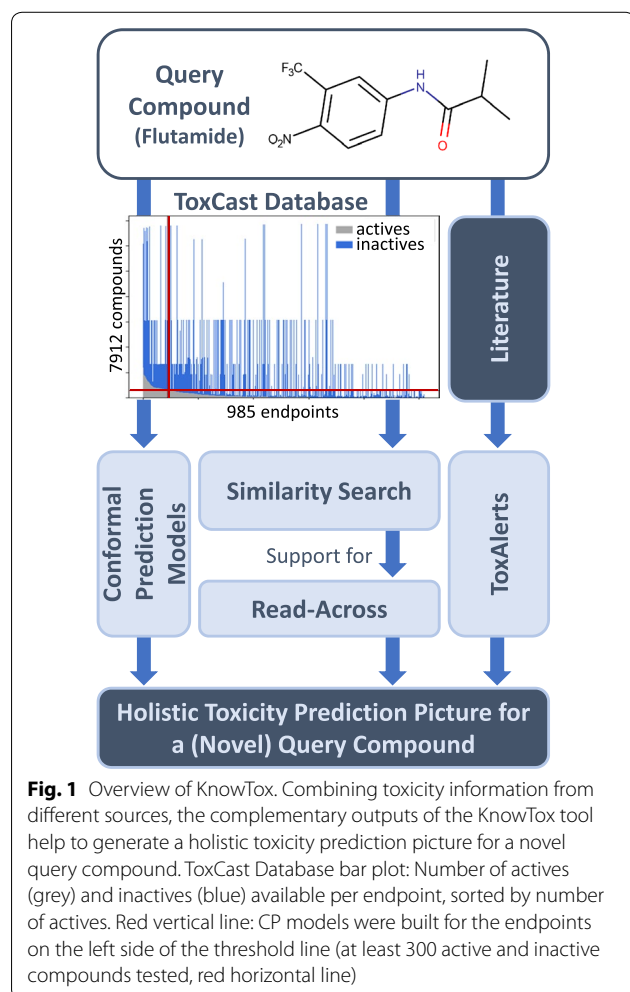 Query
Compound
(Flutamide)
F₃C
O₂N
H
N
O
ToxCast Database
actives
inactives
7912 compounds
985 endpoints
Literature
Conformal
Prediction
Models
Similarity Search
Support for
Read-Across
ToxAlerts
Holistic Toxicity Prediction Picture for
a (Novel) Query Compound
Fig. 1 Overview of KnowTox. Combining toxicity information from
different sources, the complementary outputs of the KnowTox tool
help to generate a holistic toxicity prediction picture for a novel
query compound. ToxCast Database bar plot: Number of actives
(grey) and inactives (blue) available per endpoint, sorted by number
of actives. Red vertical line: CP models were built for the endpoints
on the left side of the threshold line (at least 300 active and inactive
compounds tested, red horizontal line)